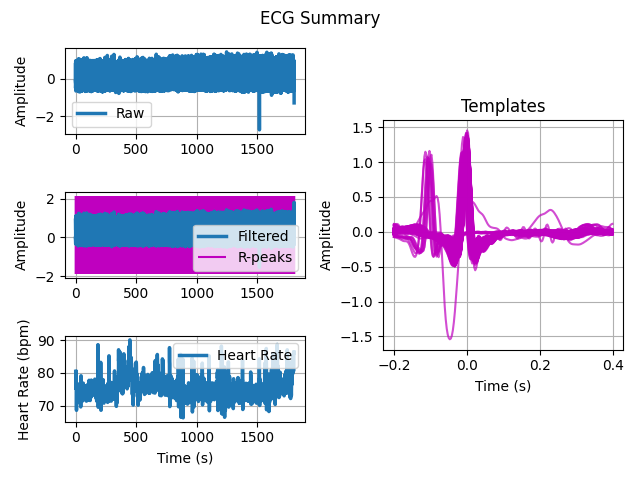 ECG Summary
Amplitude
0
−2
Raw
0 500 1000 1500
Amplitude
2
0
−2
Filtered
R-peaks
0 500 1000 1500
Heart Rate (bpm)
90
80
70
Heart Rate
0 500 1000 1500
Time (s)
Templates
Amplitude
1.5
1.0
0.5
0.0
−0.5
−1.0
−1.5
−0.2 0.0 0.2 0.4
Time (s)